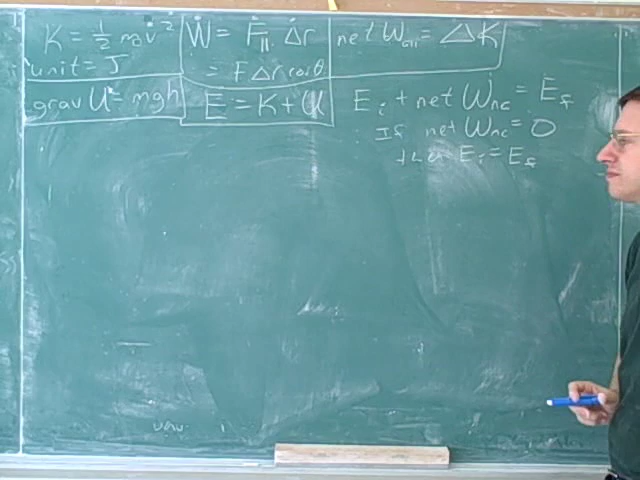 K = ½ mv²
unit = J
grav U = mgh
W = F∥ Δr
= F Δr cos θ
E = K + U
net Wall = ΔK
Ei + net Wnc = Ef
If net Wnc = 0
then Ei = Ef